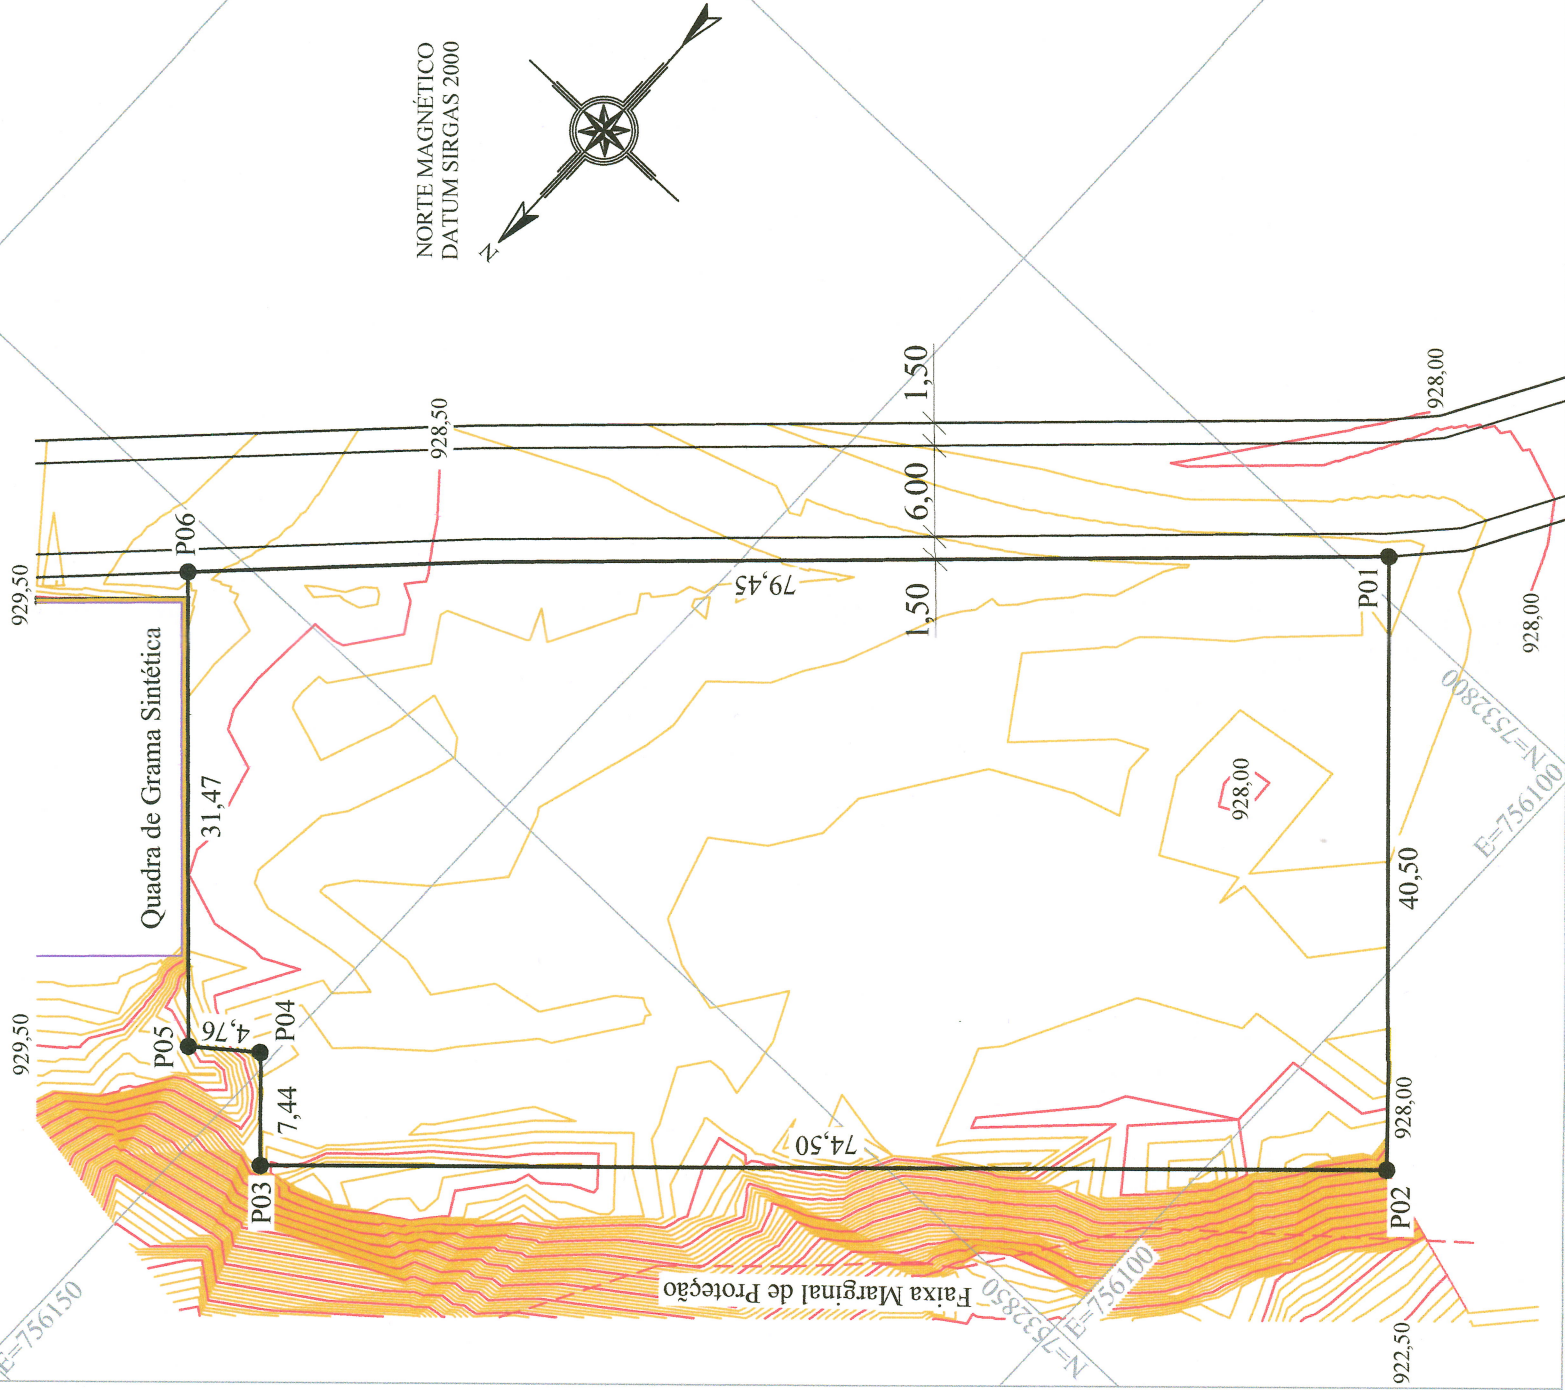 NORTE MAGNÉTICO
DATUM SIRGAS 2000
N
929,50
929,50
Quadra de Grama Sintética
P06
P05
P04
P03
P01
P02
31,47
4,76
7,44
79,45
74,50
40,50
1,50
6,00
1,50
928,50
928,00
928,00
928,00
928,00
922,50
Faixa Marginal de Proteção
E=756150
N=7532850
E=756100
N=7532800
E=756100